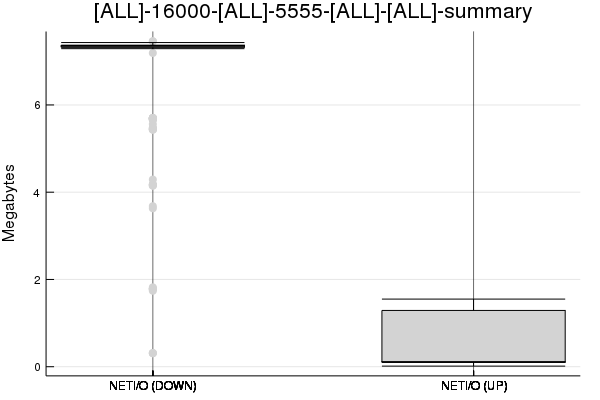 [ALL]-16000-[ALL]-5555-[ALL]-[ALL]-summary
Megabytes
6
4
2
0
NETI/O (DOWN)
NETI/O (UP)